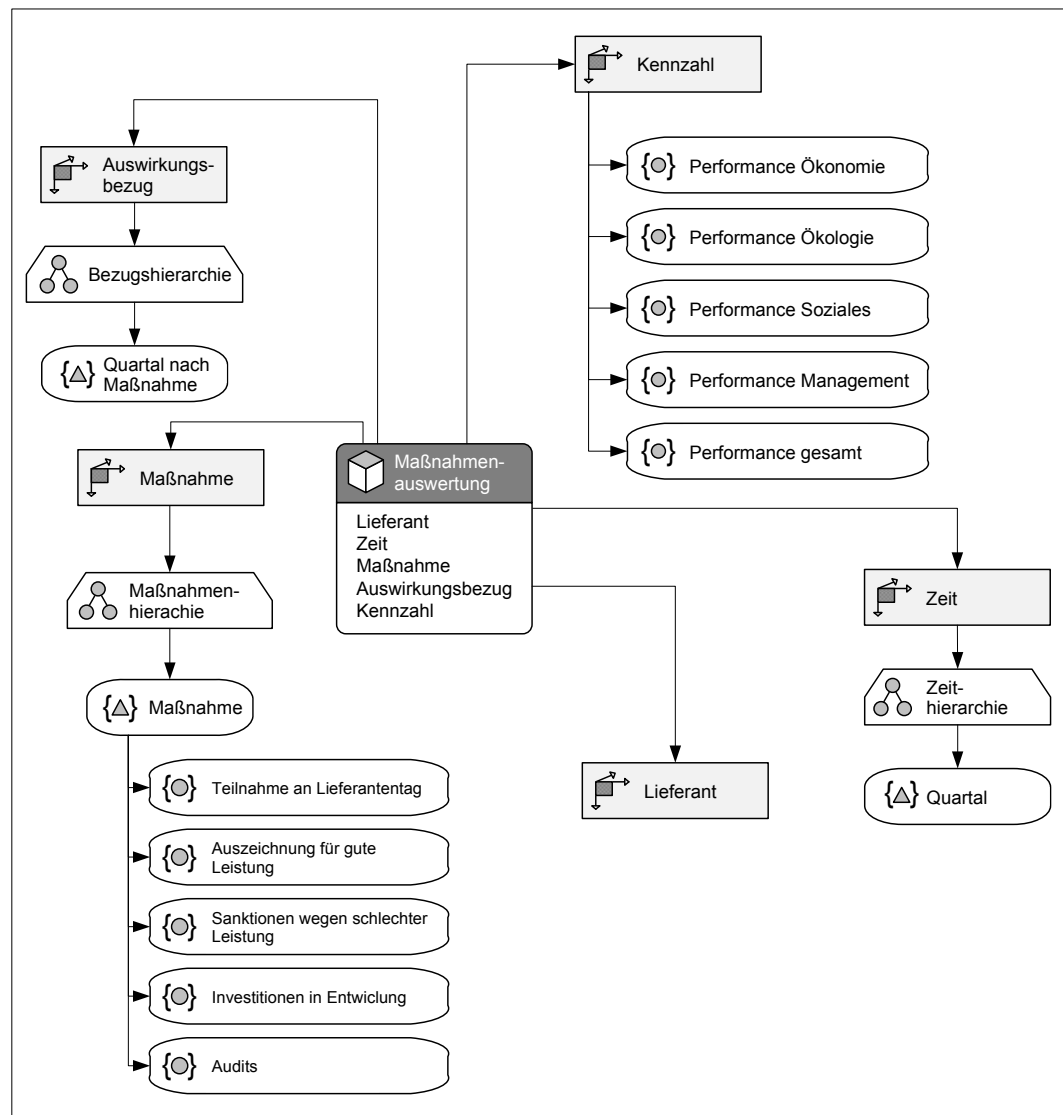 Kennzahl
Performance Ökonomie
Performance Ökologie
Performance Soziales
Performance Management
Performance gesamt
Auswirkungs-
bezug
Bezugshierarchie
Quartal nach
Maßnahme
Maßnahme
Maßnahmen-
hierachie
Maßnahme
Teilnahme an Lieferantentag
Auszeichnung für gute
Leistung
Sanktionen wegen schlechter
Leistung
Investitionen in Entwiclung
Audits
Maßnahmen-
auswertung
Lieferant
Zeit
Maßnahme
Auswirkungsbezug
Kennzahl
Lieferant
Zeit
Zeit-
hierarchie
Quartal